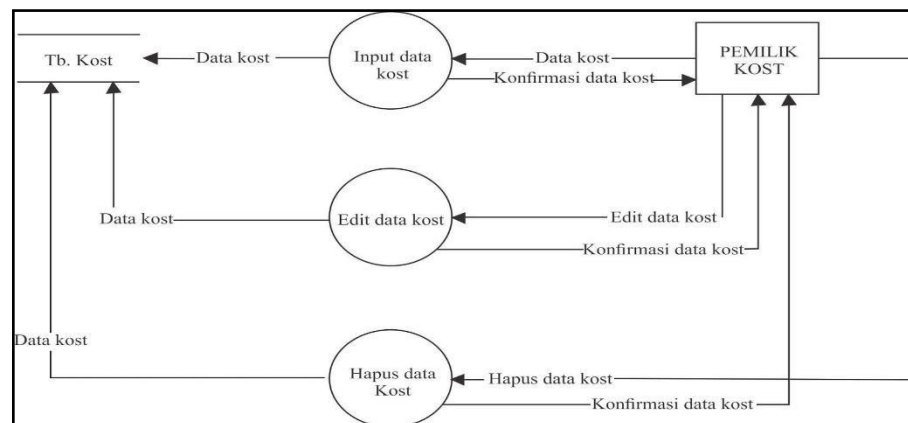 Tb. Kost
Data kost
Input data
kost
Data kost
Konfirmasi data kost
PEMILIK
KOST
Data kost
Edit data kost
Edit data kost
Konfirmasi data kost
Data kost
Hapus data
Kost
Hapus data kost
Konfirmasi data kost